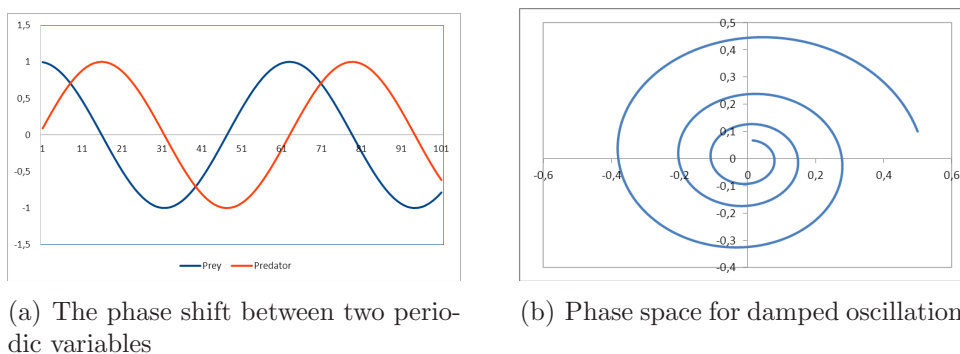 1,5
1
0,5
0
1 11 21 31 41 51 61 71 81 91 101
-0,5
-1
-1,5
Prey Predator
(a) The phase shift between two perio-
dic variables
0,5
0,4
0,3
0,2
0,1
0
-0,6 -0,4 -0,2 0 0,2 0,4 0,6
-0,1
-0,2
-0,3
-0,4
(b) Phase space for damped oscillation